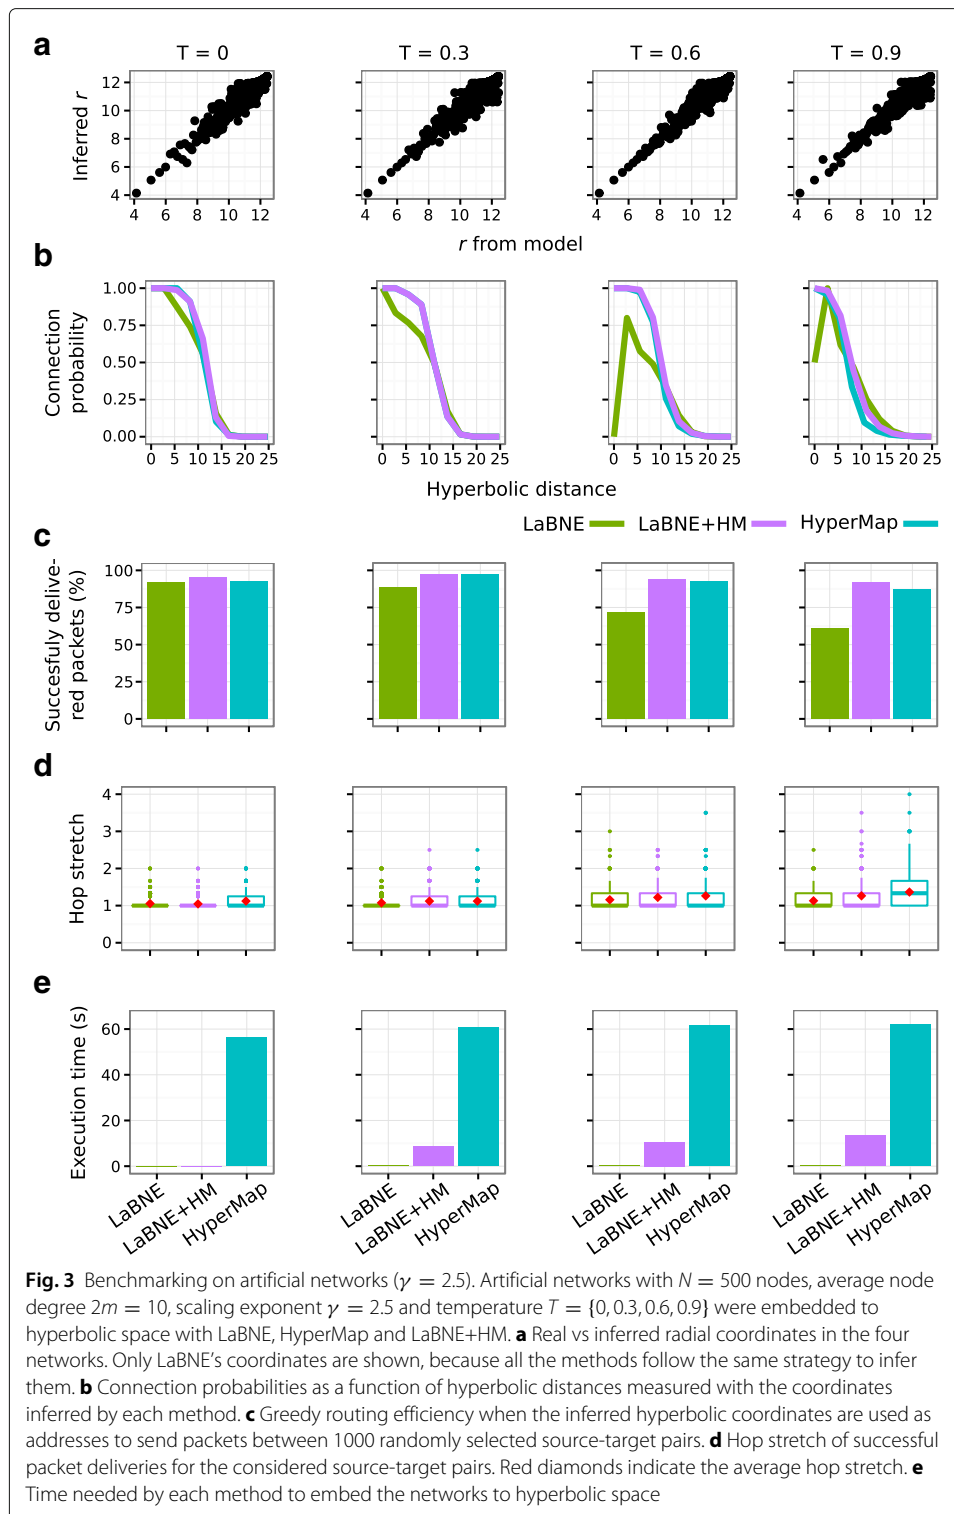 a
T = 0
T = 0.3
T = 0.6
T = 0.9
Inferred r
12
10
8
6
4
4 6 8 10 12
4 6 8 10 12
4 6 8 10 12
4 6 8 10 12
r from model
b
Connection
probability
1.00
0.75
0.50
0.25
0.00
0 5 10 15 20 25
0 5 10 15 20 25
0 5 10 15 20 25
0 5 10 15 20 25
Hyperbolic distance
LaBNE LaBNE+HM HyperMap
c
Succesfuly delive-
red packets (%)
100
75
50
25
0
d
Hop stretch
4
3
2
1
0
e
Execution time (s)
60
40
20
0
LaBNE LaBNE+HM HyperMap
LaBNE LaBNE+HM HyperMap
LaBNE LaBNE+HM HyperMap
LaBNE LaBNE+HM HyperMap
Fig. 3 Benchmarking on artificial networks (γ = 2.5). Artificial networks with N = 500 nodes, average node
degree 2m = 10, scaling exponent γ = 2.5 and temperature T = {0, 0.3, 0.6, 0.9} were embedded to
hyperbolic space with LaBNE, HyperMap and LaBNE+HM. a Real vs inferred radial coordinates in the four
networks. Only LaBNE's coordinates are shown, because all the methods follow the same strategy to infer
them. b Connection probabilities as a function of hyperbolic distances measured with the coordinates
inferred by each method. c Greedy routing efficiency when the inferred hyperbolic coordinates are used as
addresses to send packets between 1000 randomly selected source-target pairs. d Hop stretch of successful
packet deliveries for the considered source-target pairs. Red diamonds indicate the average hop stretch. e
Time needed by each method to embed the networks to hyperbolic space